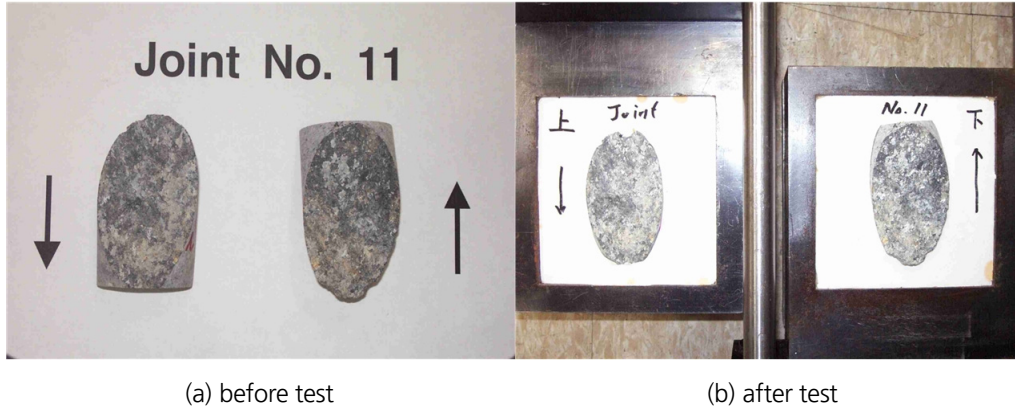 Joint No. 11
上
Joint
No. 11
下
(a) before test
(b) after test